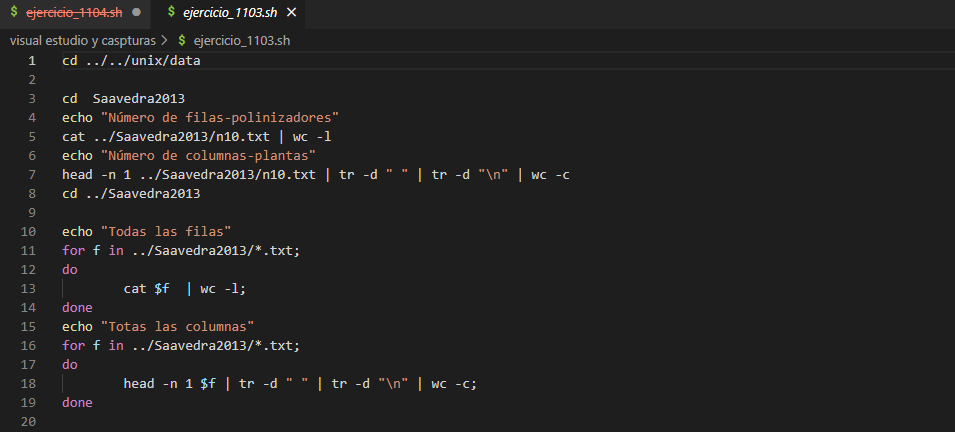 $ ejercicio_1104.sh ● $ ejercicio_1103.sh ×
visual estudio y caspturas > $ ejercicio_1103.sh
1 cd ../../unix/data
2
3 cd  Saavedra2013
4 echo "Número de filas-polinizadores"
5 cat ../Saavedra2013/n10.txt | wc -l
6 echo "Número de columnas-plantas"
7 head -n 1 ../Saavedra2013/n10.txt | tr -d " " | tr -d "\n" | wc -c
8 cd ../Saavedra2013
9
10 echo "Todas las filas"
11 for f in ../Saavedra2013/*.txt;
12 do
13         cat $f  | wc -l;
14 done
15 echo "Totas las columnas"
16 for f in ../Saavedra2013/*.txt;
17 do
18         head -n 1 $f | tr -d " " | tr -d "\n" | wc -c;
19 done
20